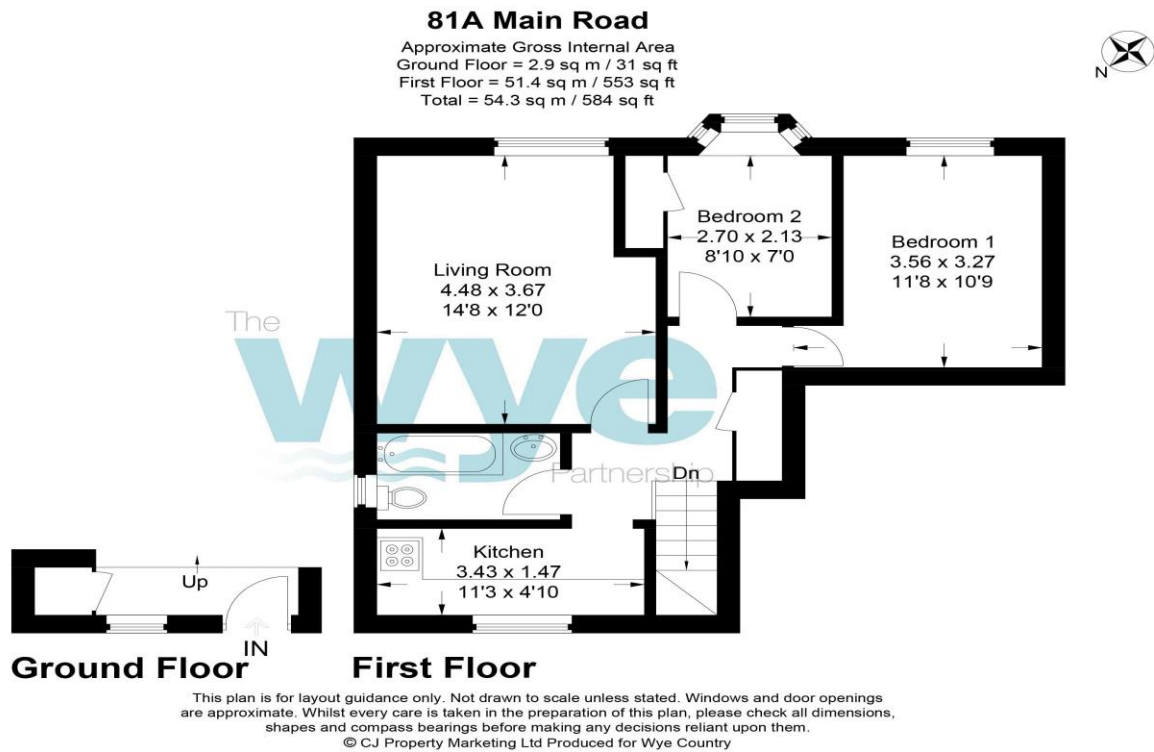 81A Main Road
Approximate Gross Internal Area
Ground Floor = 2.9 sq m / 31 sq ft
First Floor = 51.4 sq m / 553 sq ft
Total = 54.3 sq m / 584 sq ft
N
Bedroom 2
2.70 x 2.13
8'10 x 7'0
Bedroom 1
3.56 x 3.27
11'8 x 10'9
Living Room
4.48 x 3.67
14'8 x 12'0
The
wye
Partnership
Dn
Kitchen
3.43 x 1.47
11'3 x 4'10
Up
IN
Ground Floor
First Floor
This plan is for layout guidance only. Not drawn to scale unless stated. Windows and door openings
are approximate. Whilst every care is taken in the preparation of this plan, please check all dimensions,
shapes and compass bearings before making any decisions reliant upon them.
© CJ Property Marketing Ltd Produced for Wye Country